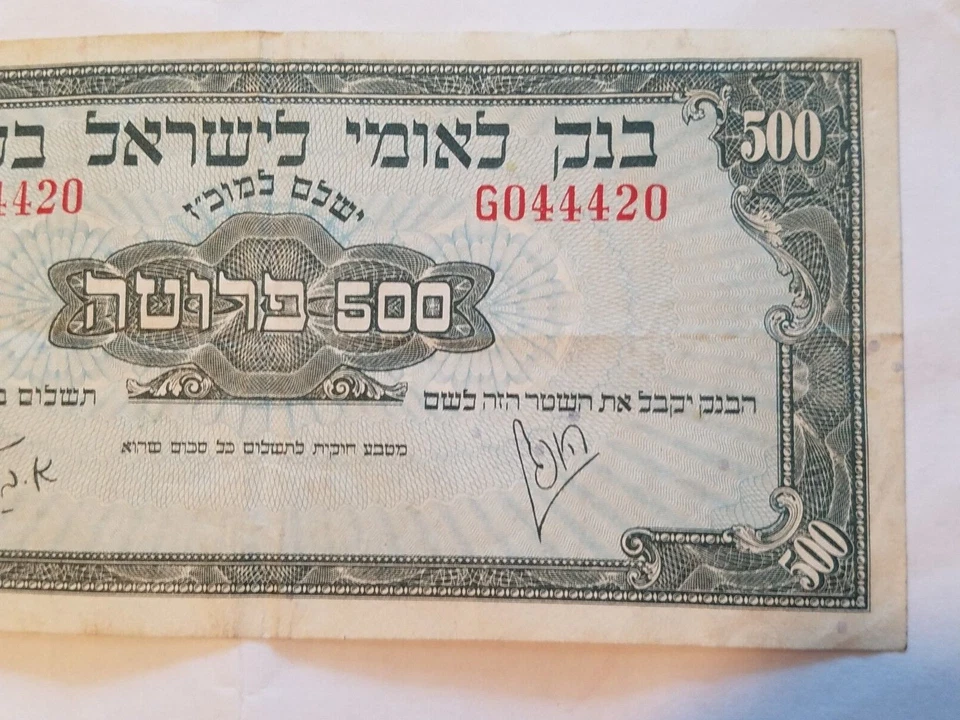 בנק לאומי לישראל
500
G044420
4420
ישלם למוכ"ז
500 פרוטה
הבנק יקבל את השטר הזה לשם
תשלום
מטבע חוקית לתשלום כל סכום שהוא
500